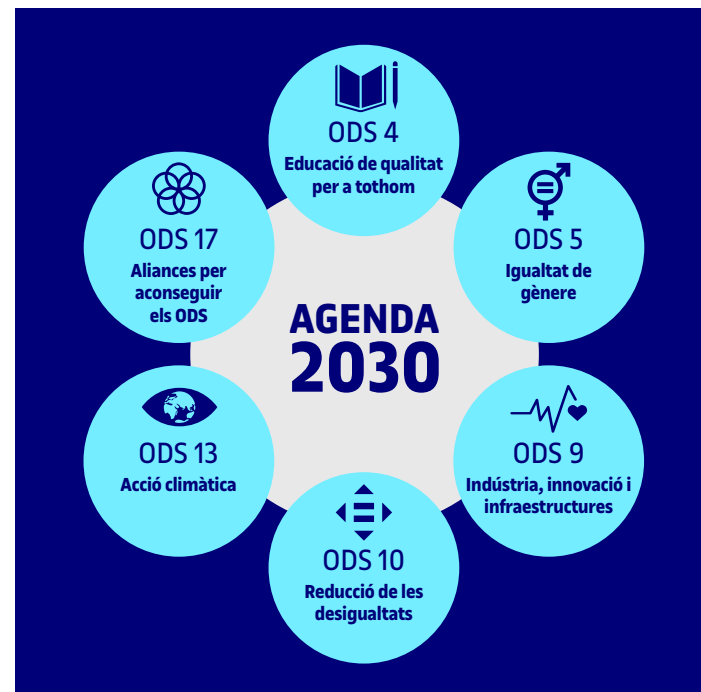 ODS 4
Educació de qualitat
per a tothom
ODS 17
Aliances per
aconseguir
els ODS
ODS 5
Igualtat de
gènere
AGENDA
2030
ODS 13
Acció climàtica
ODS 9
Indústria, innovació i
infraestructures
ODS 10
Reducció de les
desigualtats